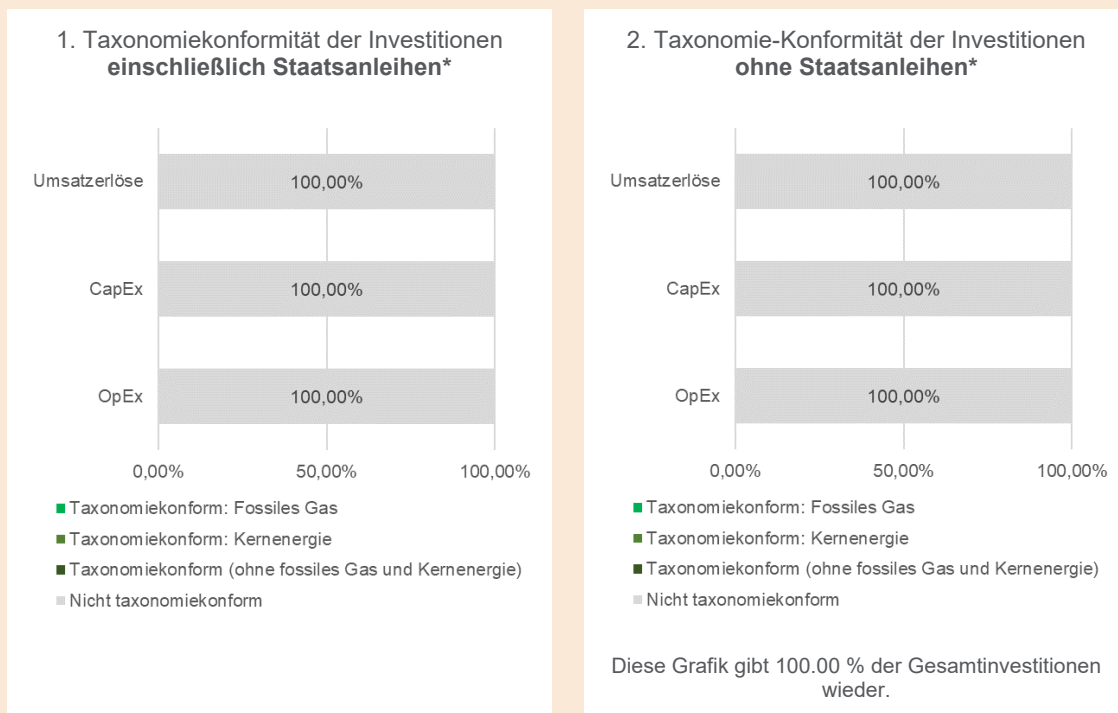 1. Taxonomiekonformität der Investitionen
einschließlich Staatsanleihen*
Umsatzerlöse
100,00%
CapEx
100,00%
OpEx
100,00%
0,00%
50,00%
100,00%
Taxonomiekonform: Fossiles Gas
Taxonomiekonform: Kernenergie
Taxonomiekonform (ohne fossiles Gas und Kernenergie)
Nicht taxonomiekonform
2. Taxonomie-Konformität der Investitionen
ohne Staatsanleihen*
Umsatzerlöse
100,00%
CapEx
100,00%
OpEx
100,00%
0,00%
50,00%
100,00%
Taxonomiekonform: Fossiles Gas
Taxonomiekonform: Kernenergie
Taxonomiekonform (ohne fossiles Gas und Kernenergie)
Nicht taxonomiekonform
Diese Grafik gibt 100.00 % der Gesamtinvestitionen
wieder.